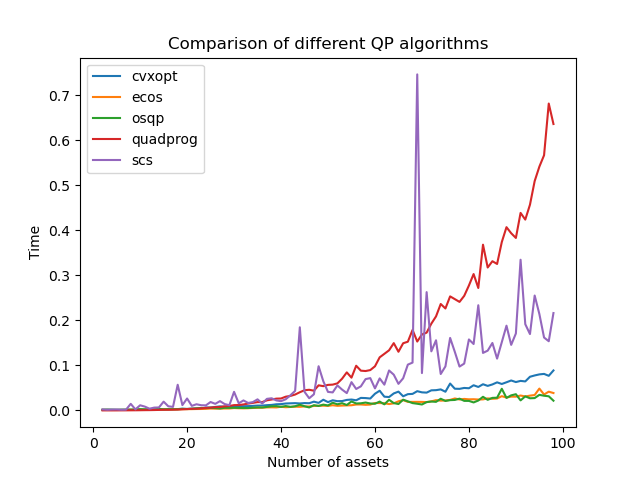 Comparison of different QP algorithms
cvxopt
ecos
osqp
quadprog
scs
Time
0.7
0.6
0.5
0.4
0.3
0.2
0.1
0.0
0 20 40 60 80 100
Number of assets